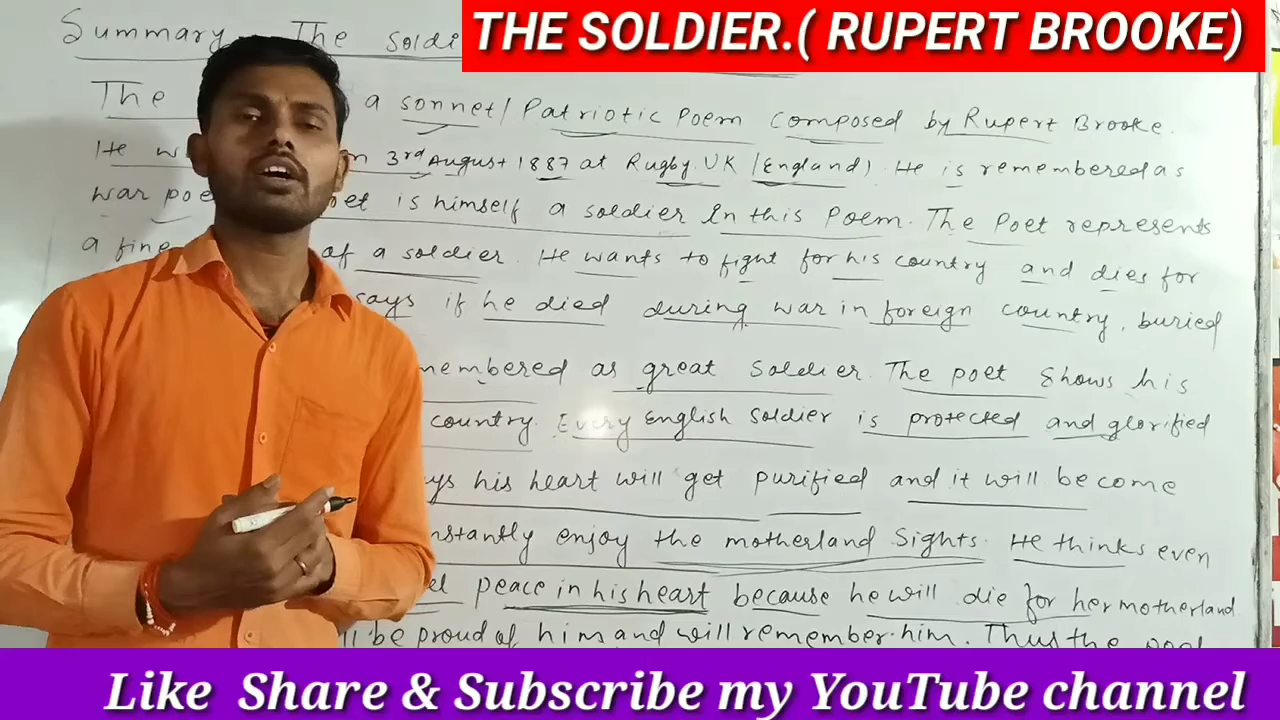 THE SOLDIER.( RUPERT BROOKE)
Summary The Soldi
The a sonnet/ Patriotic Poem composed by Rupert Brooke.
He w n 3rd August 1887 at Rugby.UK (England). He is remembered as
war poe et is himself a soldier In this Poem. The Poet represents
a fine of a soldier. He wants to fight for his country and dies for
says if he died during war in foreign country, buried
membered as great soldier. The poet shows his
country. Every English soldier is protected and glorified
ys his heart will get purified and it will become
nstantly enjoy the motherland Sights. He thinks even
el peace in his heart because he will die for her motherland
ll be proud of him and will remember him. Thus the
Like Share & Subscribe my YouTube channel